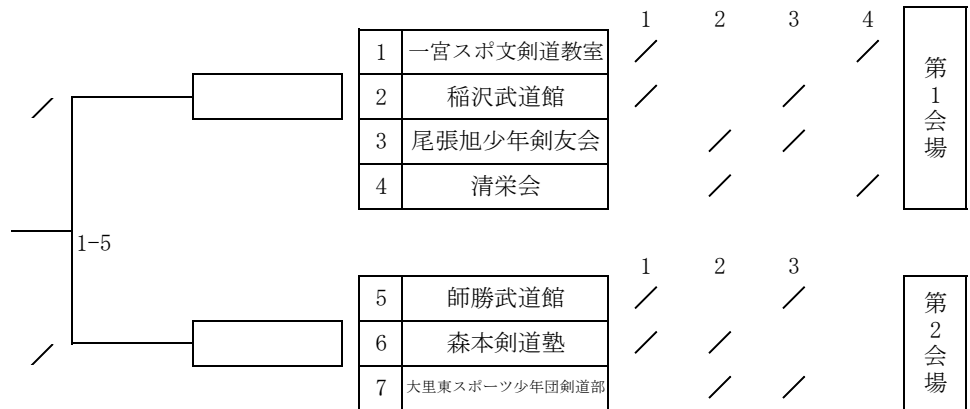 1 2 3 4
1 一宮スポ文剣道教室 ／ ／
2 稲沢武道館 ／ ／
3 尾張旭少年剣友会 ／ ／
4 清栄会 ／ ／
第1会場
／
1-5
／
1 2 3
5 師勝武道館 ／ ／
6 森本剣道塾 ／ ／
7 大里東スポーツ少年団剣道部 ／ ／
第2会場